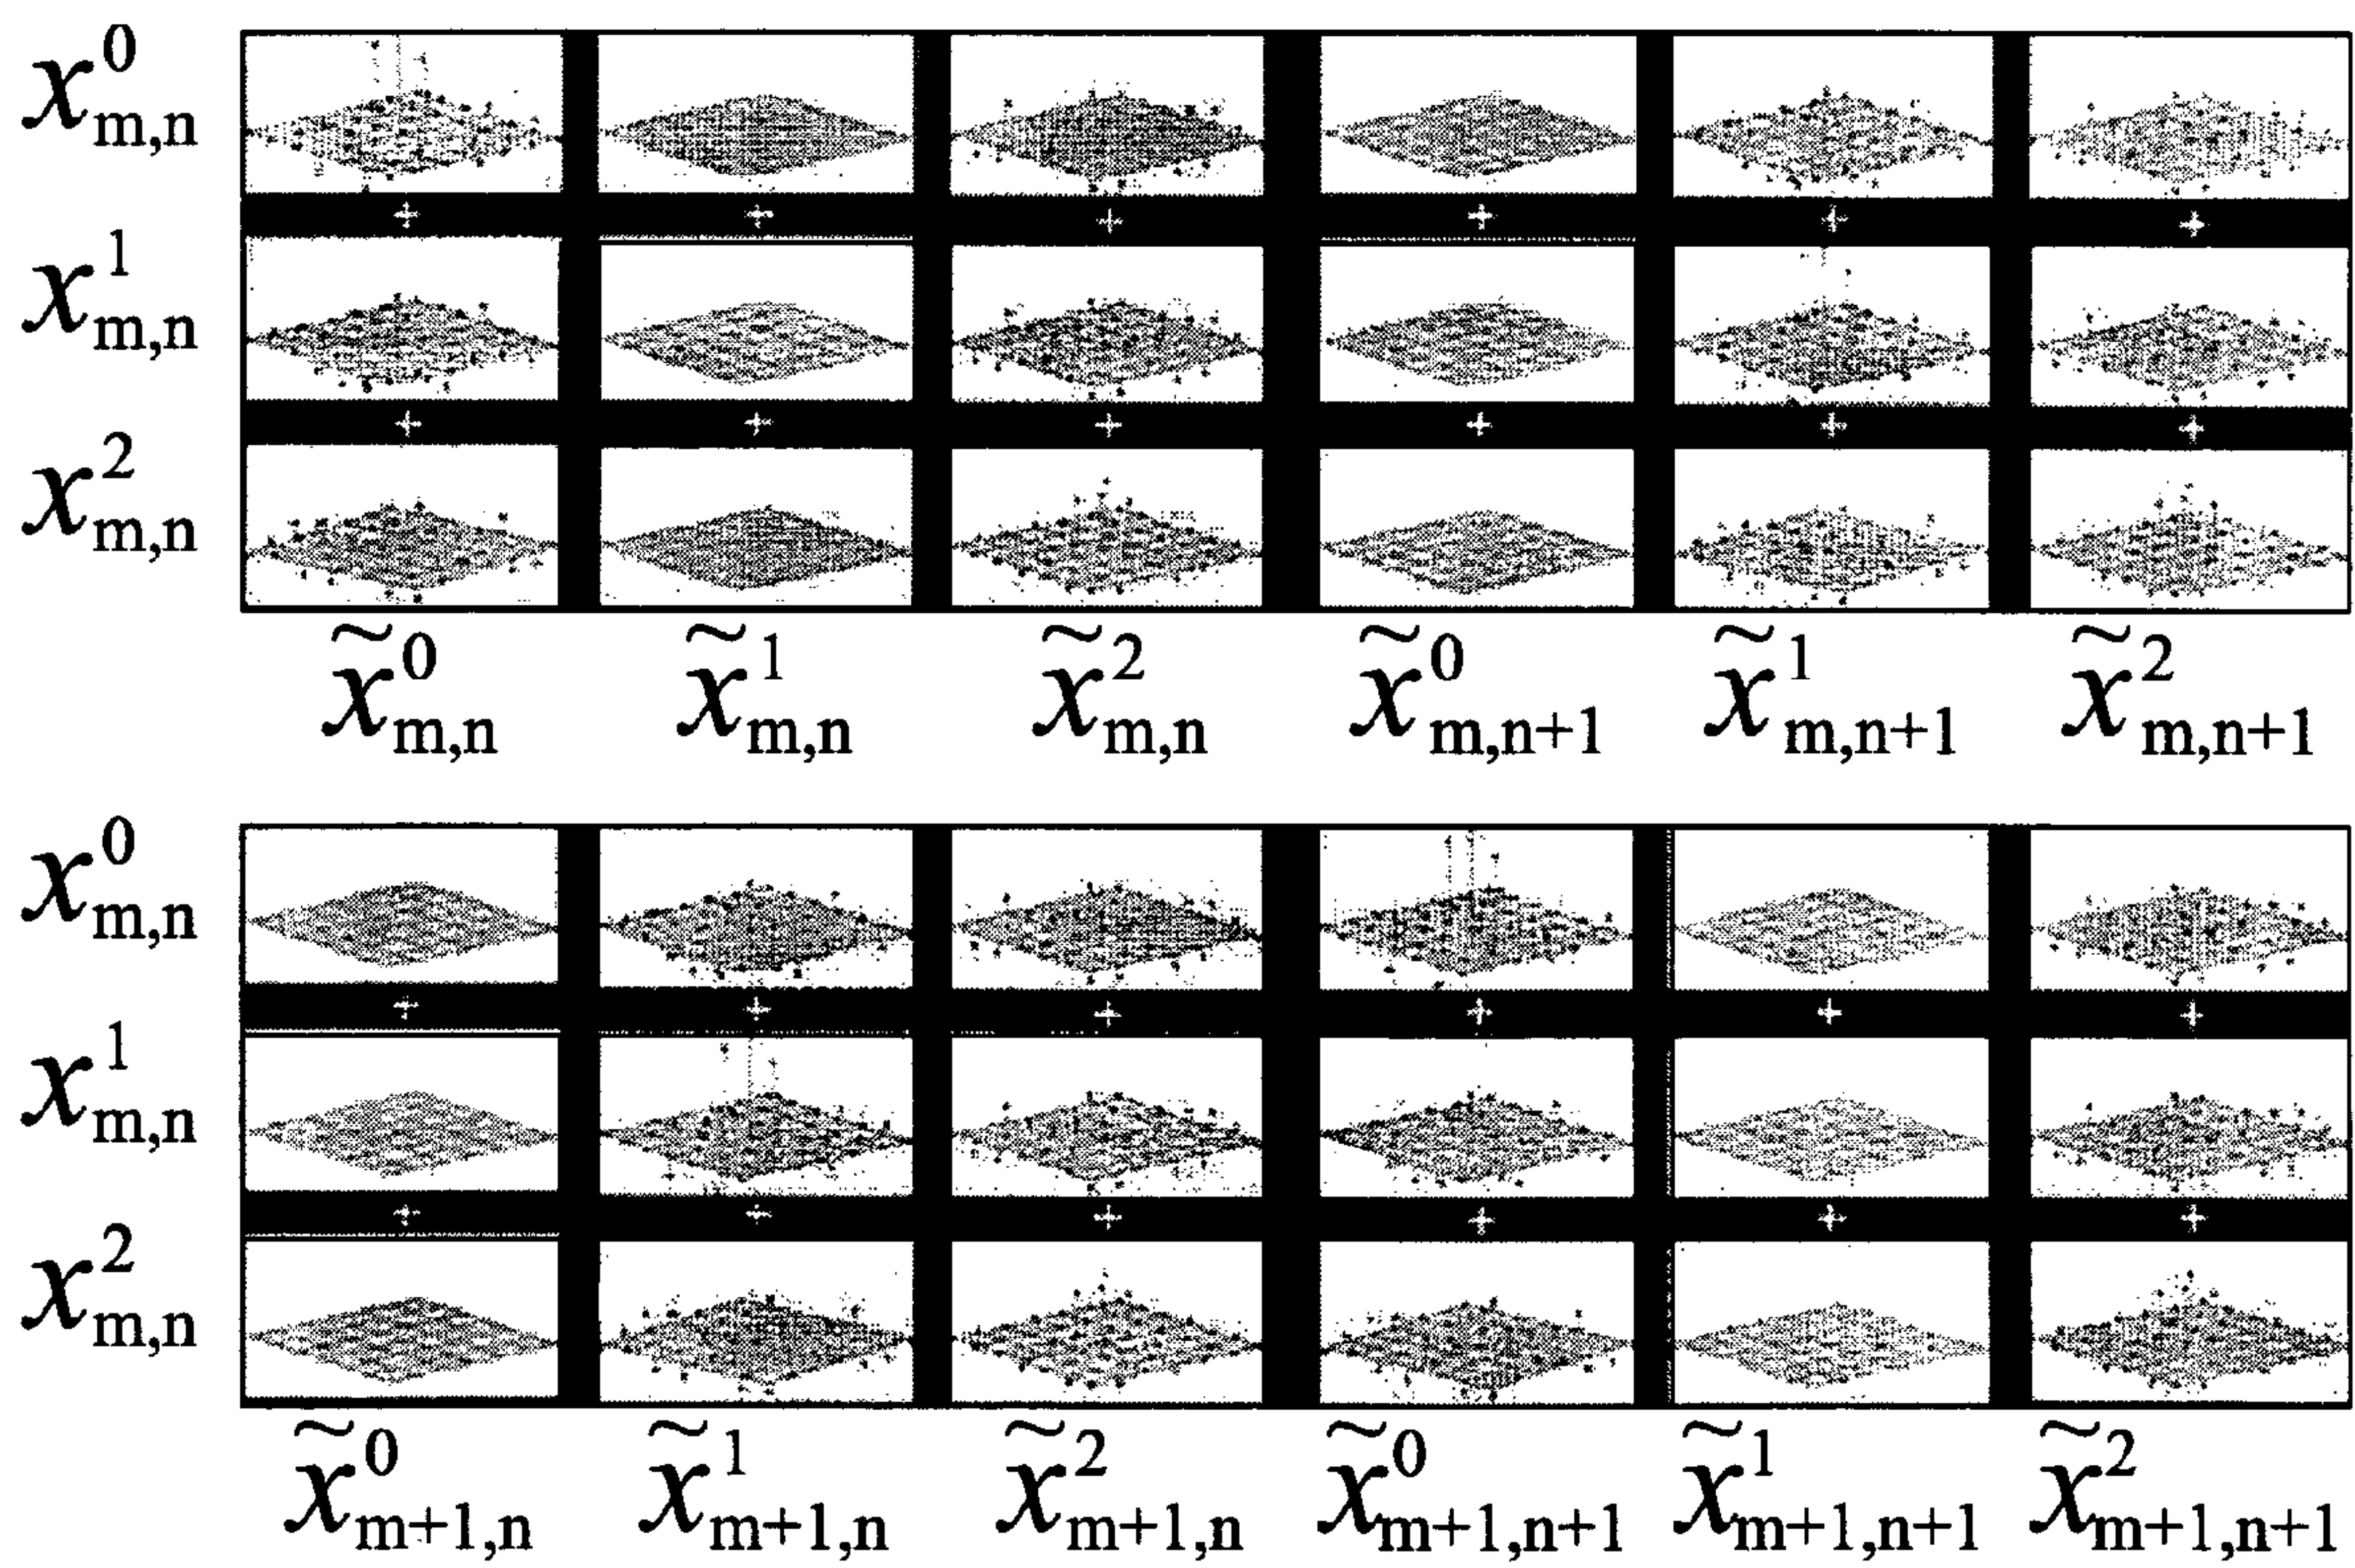 x⁰m,n
x¹m,n
x²m,n
x̃⁰m,n x̃¹m,n x̃²m,n x̃⁰m,n+1 x̃¹m,n+1 x̃²m,n+1
x⁰m,n
x¹m,n
x²m,n
x̃⁰m+1,n x̃¹m+1,n x̃²m+1,n x̃⁰m+1,n+1 x̃¹m+1,n+1 x̃²m+1,n+1